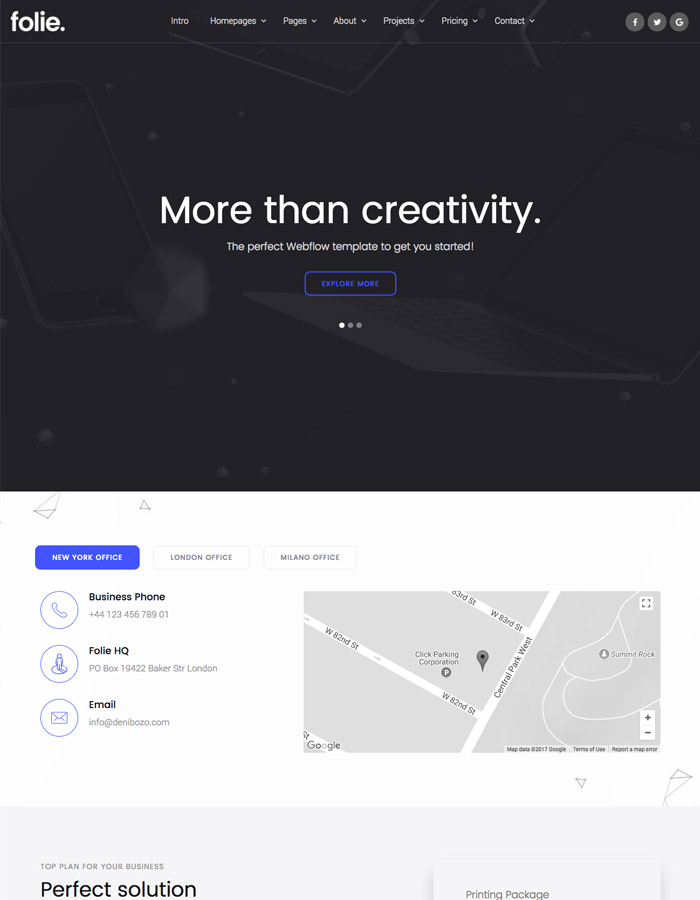 folie.
Intro Homepages Pages About Projects Pricing Contact
More than creativity.
The perfect Webflow template to get you started!
EXPLORE MORE
NEW YORK OFFICE LONDON OFFICE MILANO OFFICE
Business Phone
+44 123 456 789 01
Folie HQ
PO Box 19422 Baker Str London
Email
info@denibozo.com
83rd St
W 83rd St
W 82nd St
Click Parking
Corporation
P
Central Park West
Summit Rock
W 82nd St
St
Google
Map data ©2017 Google Terms of Use Report a map error
TOP PLAN FOR YOUR BUSINESS
Perfect solution
Printing Package